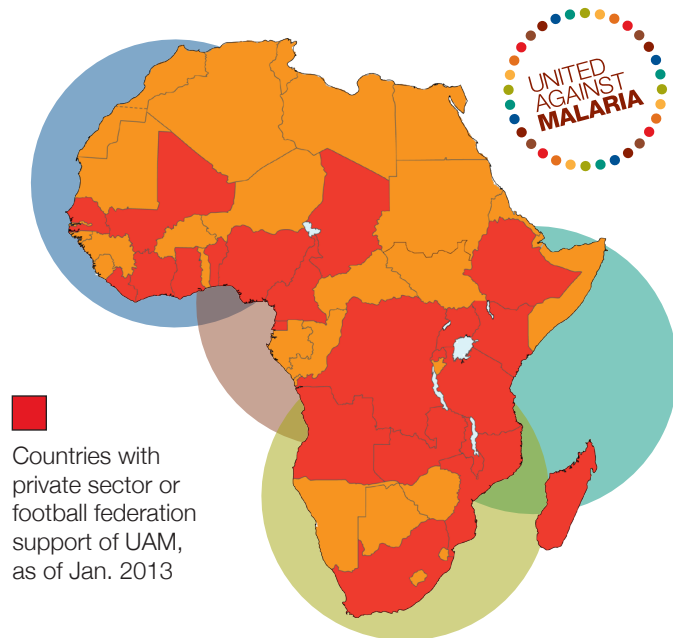 UNITED
AGAINST
MALARIA
Countries with
private sector or
football federation
support of UAM,
as of Jan. 2013